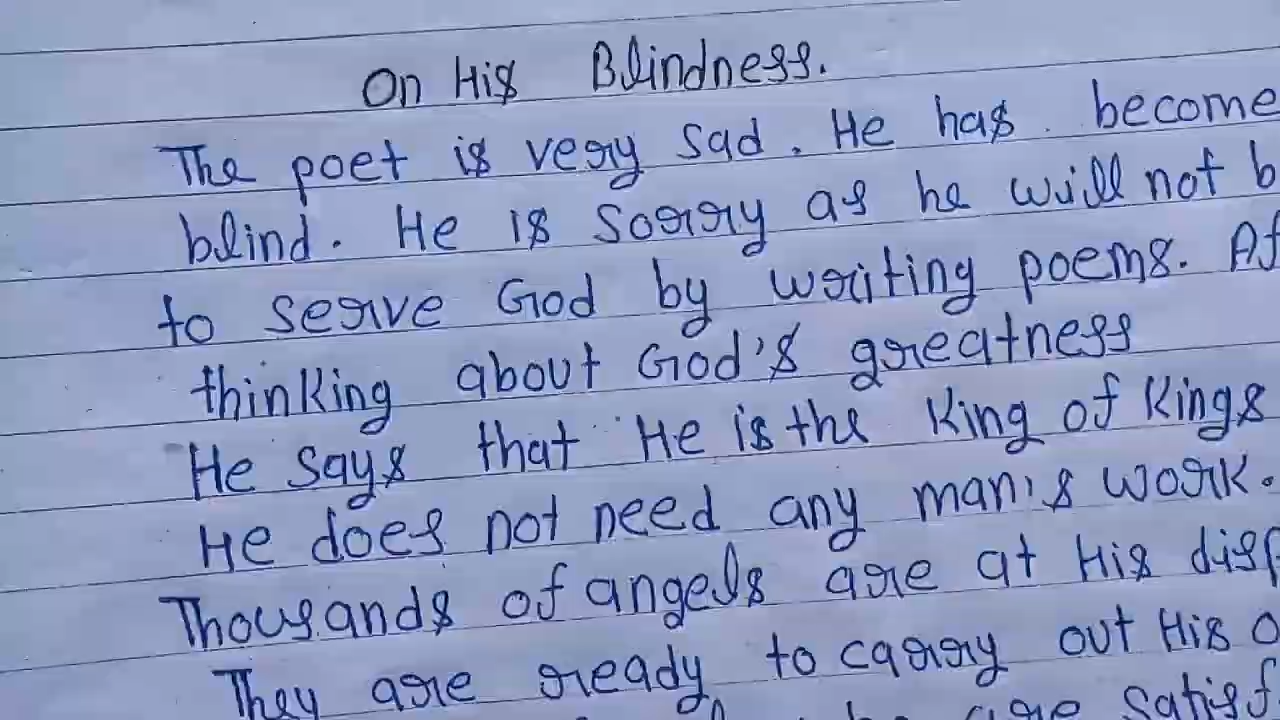 On His Blindness.
The poet is very sad. He has become
blind. He is sorry as he will not
to serve God by writing poems.
thinking about God's greatness
He says that He is the King of Kings
He does not need any man's work.
Thousands of angels are at His
They are ready to carry out His
are